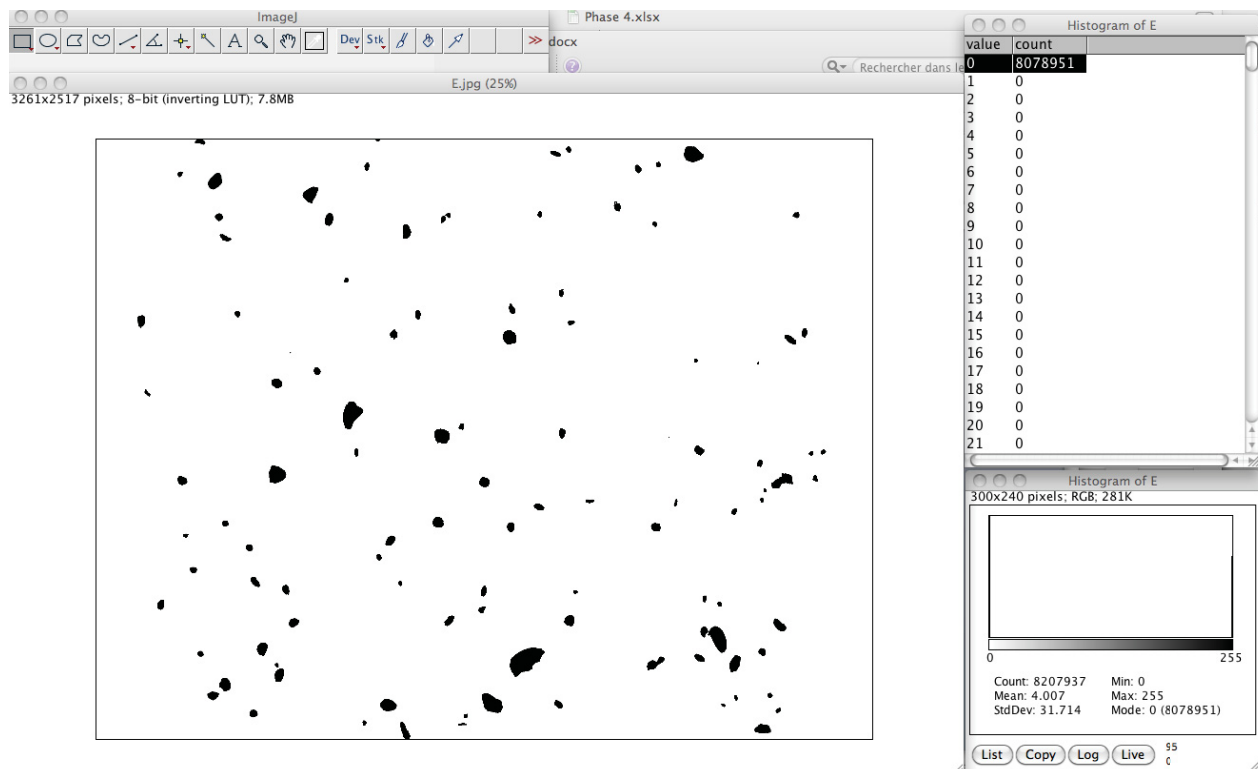 ImageJ
Phase 4.xlsx
A
Dev
Stk
>>
docx
Rechercher dans le
E.jpg (25%)
3261x2517 pixels; 8-bit (inverting LUT); 7.8MB
Histogram of E
value count
0 8078951
1 0
2 0
3 0
4 0
5 0
6 0
7 0
8 0
9 0
10 0
11 0
12 0
13 0
14 0
15 0
16 0
17 0
18 0
19 0
20 0
21 0
Histogram of E
300x240 pixels; RGB; 281K
0 255
Count: 8207937 Min: 0
Mean: 4.007 Max: 255
StdDev: 31.714 Mode: 0 (8078951)
List Copy Log Live
95